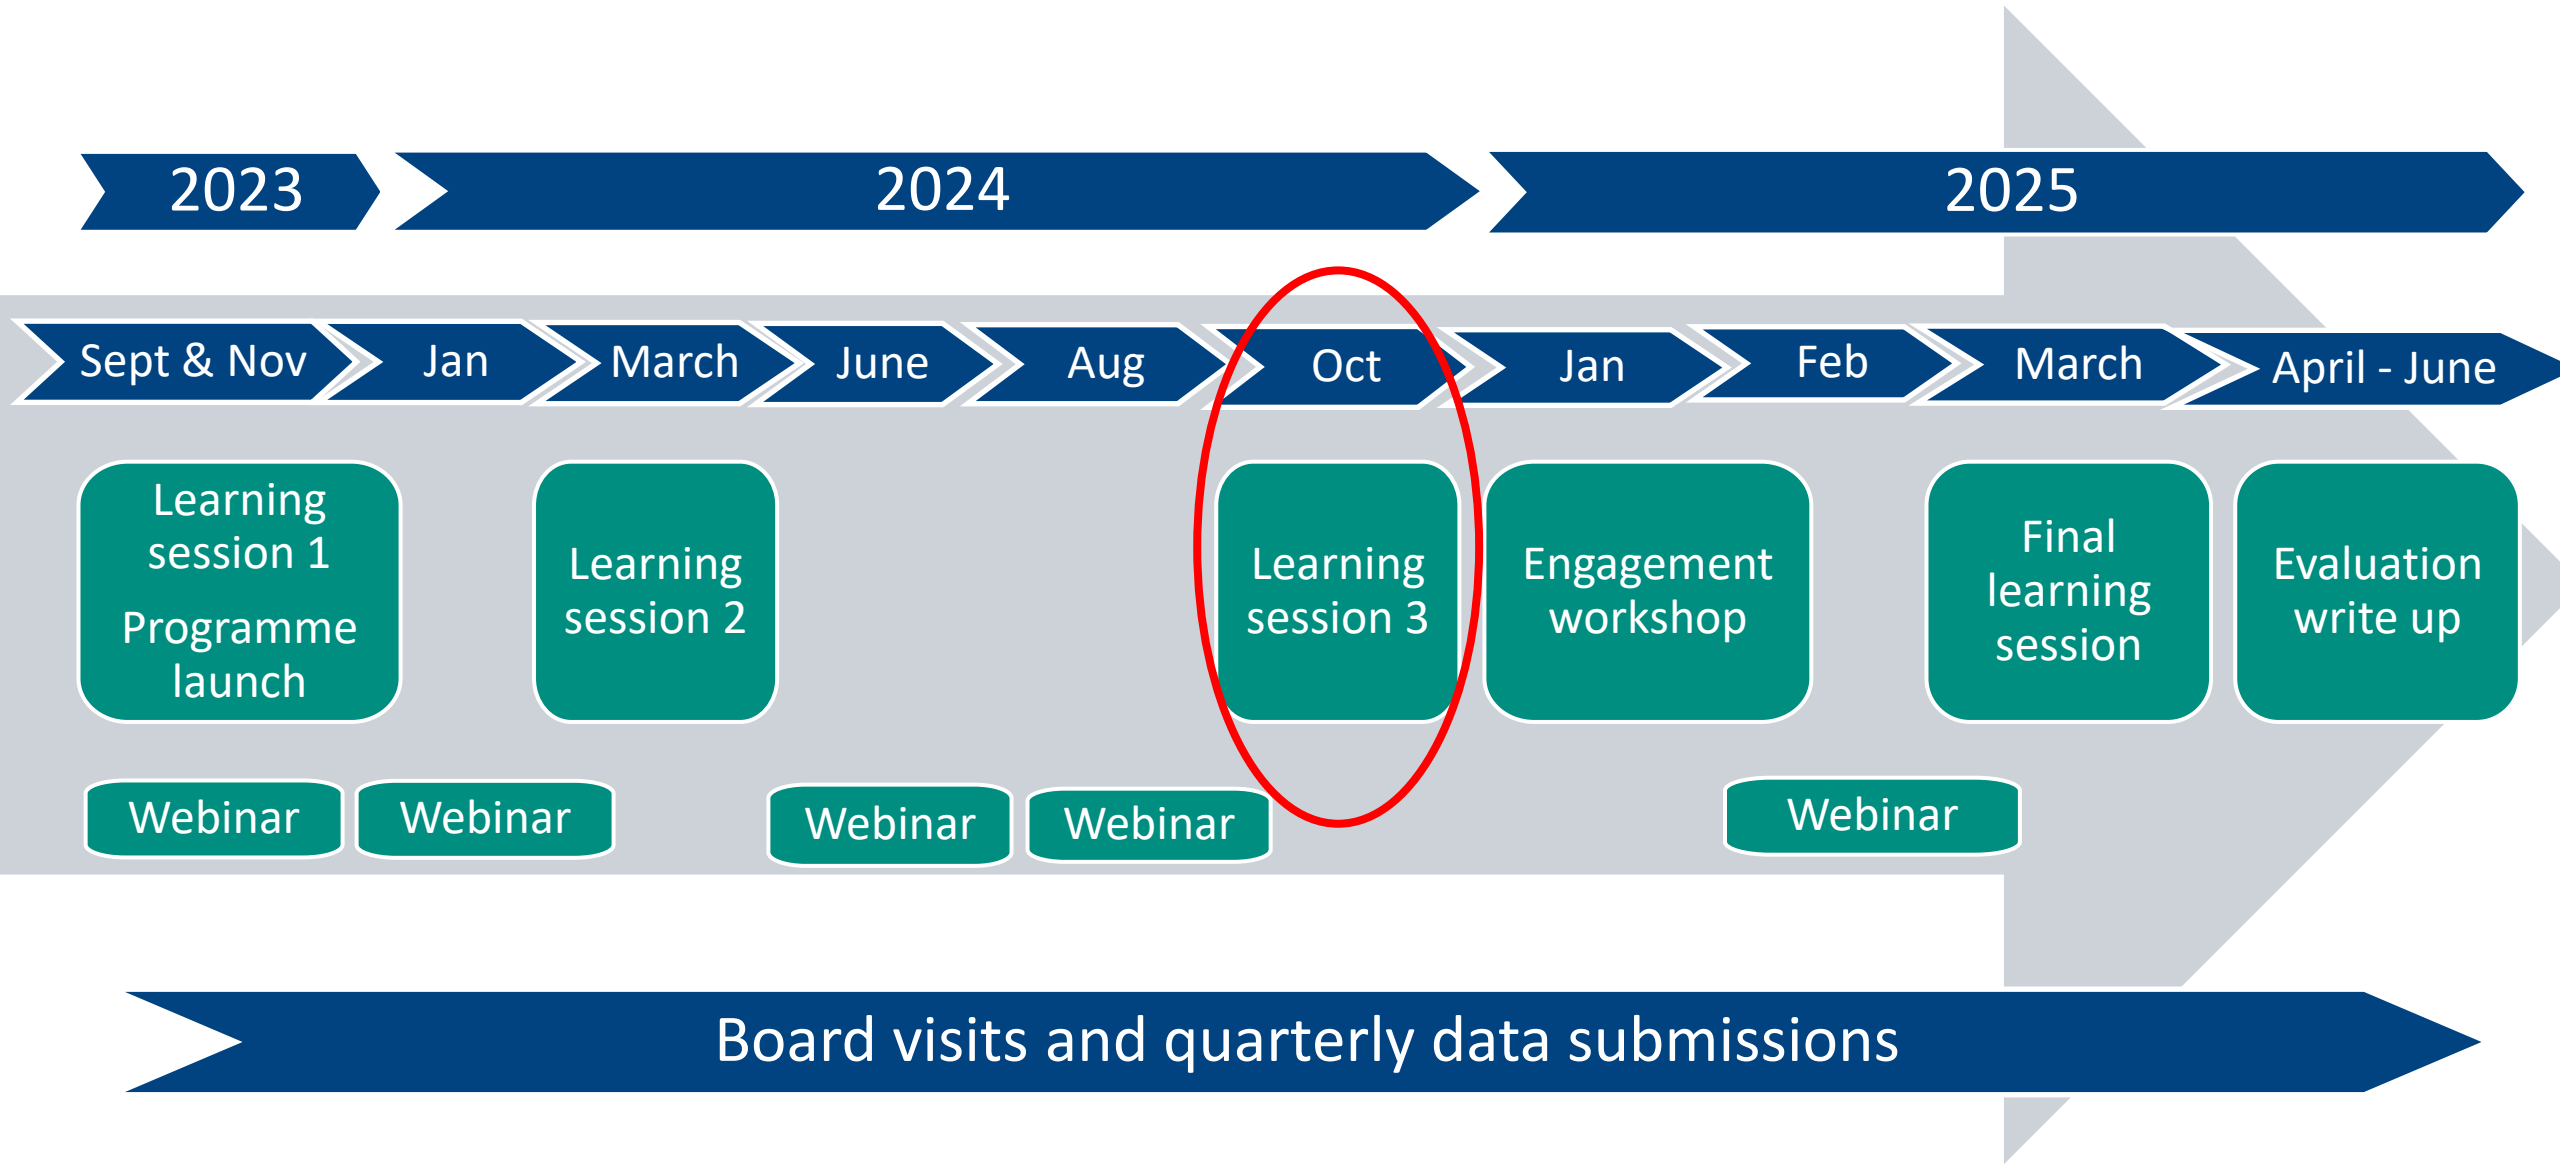 2023
2024
2025
Sept & Nov
Jan
March
June
Aug
Oct
Jan
Feb
March
April - June
Learning
session 1
Programme
launch
Learning
session 2
Learning
session 3
Engagement
workshop
Final
learning
session
Evaluation
write up
Webinar
Webinar
Webinar
Webinar
Webinar
Board visits and quarterly data submissions